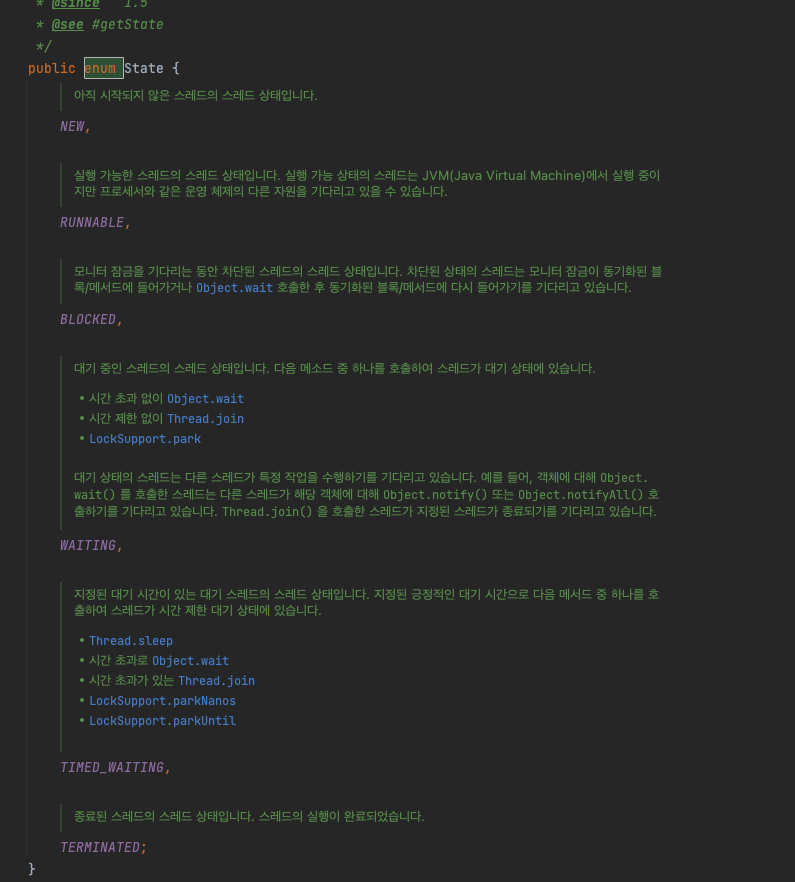 * @since   1.5
* @see #getState
*/
public enum State {
아직 시작되지 않은 스레드의 스레드 상태입니다.
NEW,
실행 가능한 스레드의 스레드 상태입니다. 실행 가능 상태의 스레드는 JVM(Java Virtual Machine)에서 실행 중이
지만 프로세서와 같은 운영 체제의 다른 자원을 기다리고 있을 수 있습니다.
RUNNABLE,
모니터 잠금을 기다리는 동안 차단된 스레드의 스레드 상태입니다. 차단된 상태의 스레드는 모니터 잠금이 동기화된 블
록/메서드에 들어가거나 Object.wait 호출한 후 동기화된 블록/메서드에 다시 들어가기를 기다리고 있습니다.
BLOCKED,
대기 중인 스레드의 스레드 상태입니다. 다음 메소드 중 하나를 호출하여 스레드가 대기 상태에 있습니다.
• 시간 초과 없이 Object.wait
• 시간 제한 없이 Thread.join
• LockSupport.park
대기 상태의 스레드는 다른 스레드가 특정 작업을 수행하기를 기다리고 있습니다. 예를 들어, 객체에 대해 Object.
wait() 를 호출한 스레드는 다른 스레드가 해당 객체에 대해 Object.notify() 또는 Object.notifyAll() 호
출하기를 기다리고 있습니다. Thread.join() 을 호출한 스레드가 지정된 스레드가 종료되기를 기다리고 있습니다.
WAITING,
지정된 대기 시간이 있는 대기 스레드의 스레드 상태입니다. 지정된 긍정적인 대기 시간으로 다음 메서드 중 하나를 호
출하여 스레드가 시간 제한 대기 상태에 있습니다.
• Thread.sleep
• 시간 초과로 Object.wait
• 시간 초과가 있는 Thread.join
• LockSupport.parkNanos
• LockSupport.parkUntil
TIMED_WAITING,
종료된 스레드의 스레드 상태입니다. 스레드의 실행이 완료되었습니다.
TERMINATED;
}